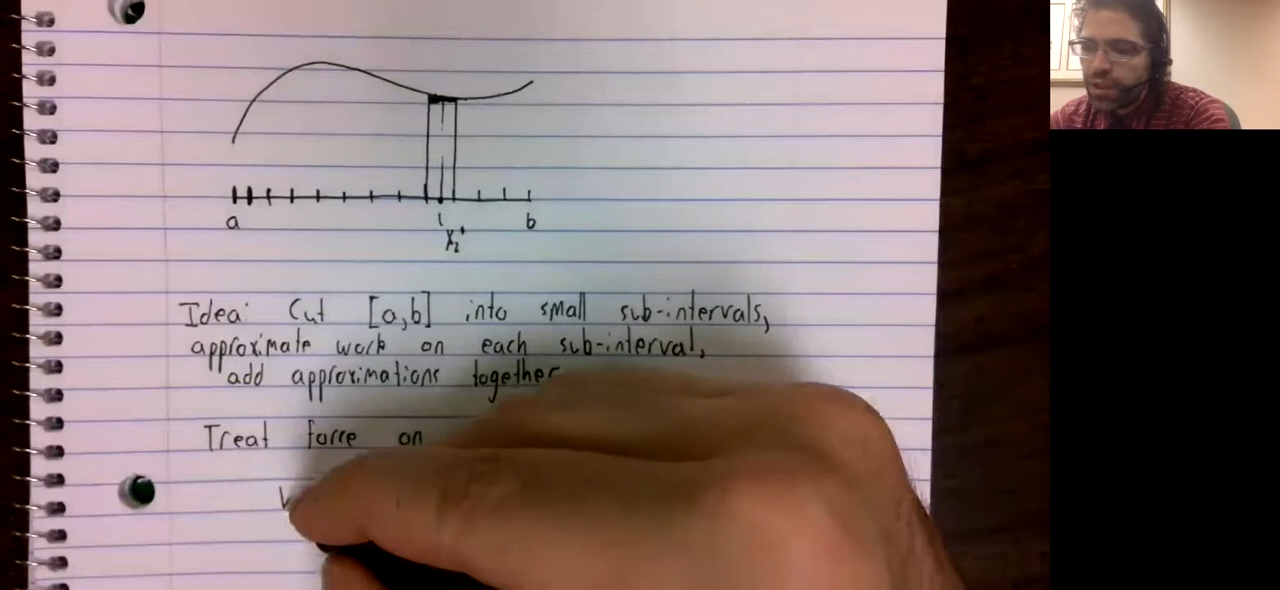 a b
Idea: Cut [a,b] into small sub-intervals,
approximate work on each sub-interval,
add approximations together
Treat force on